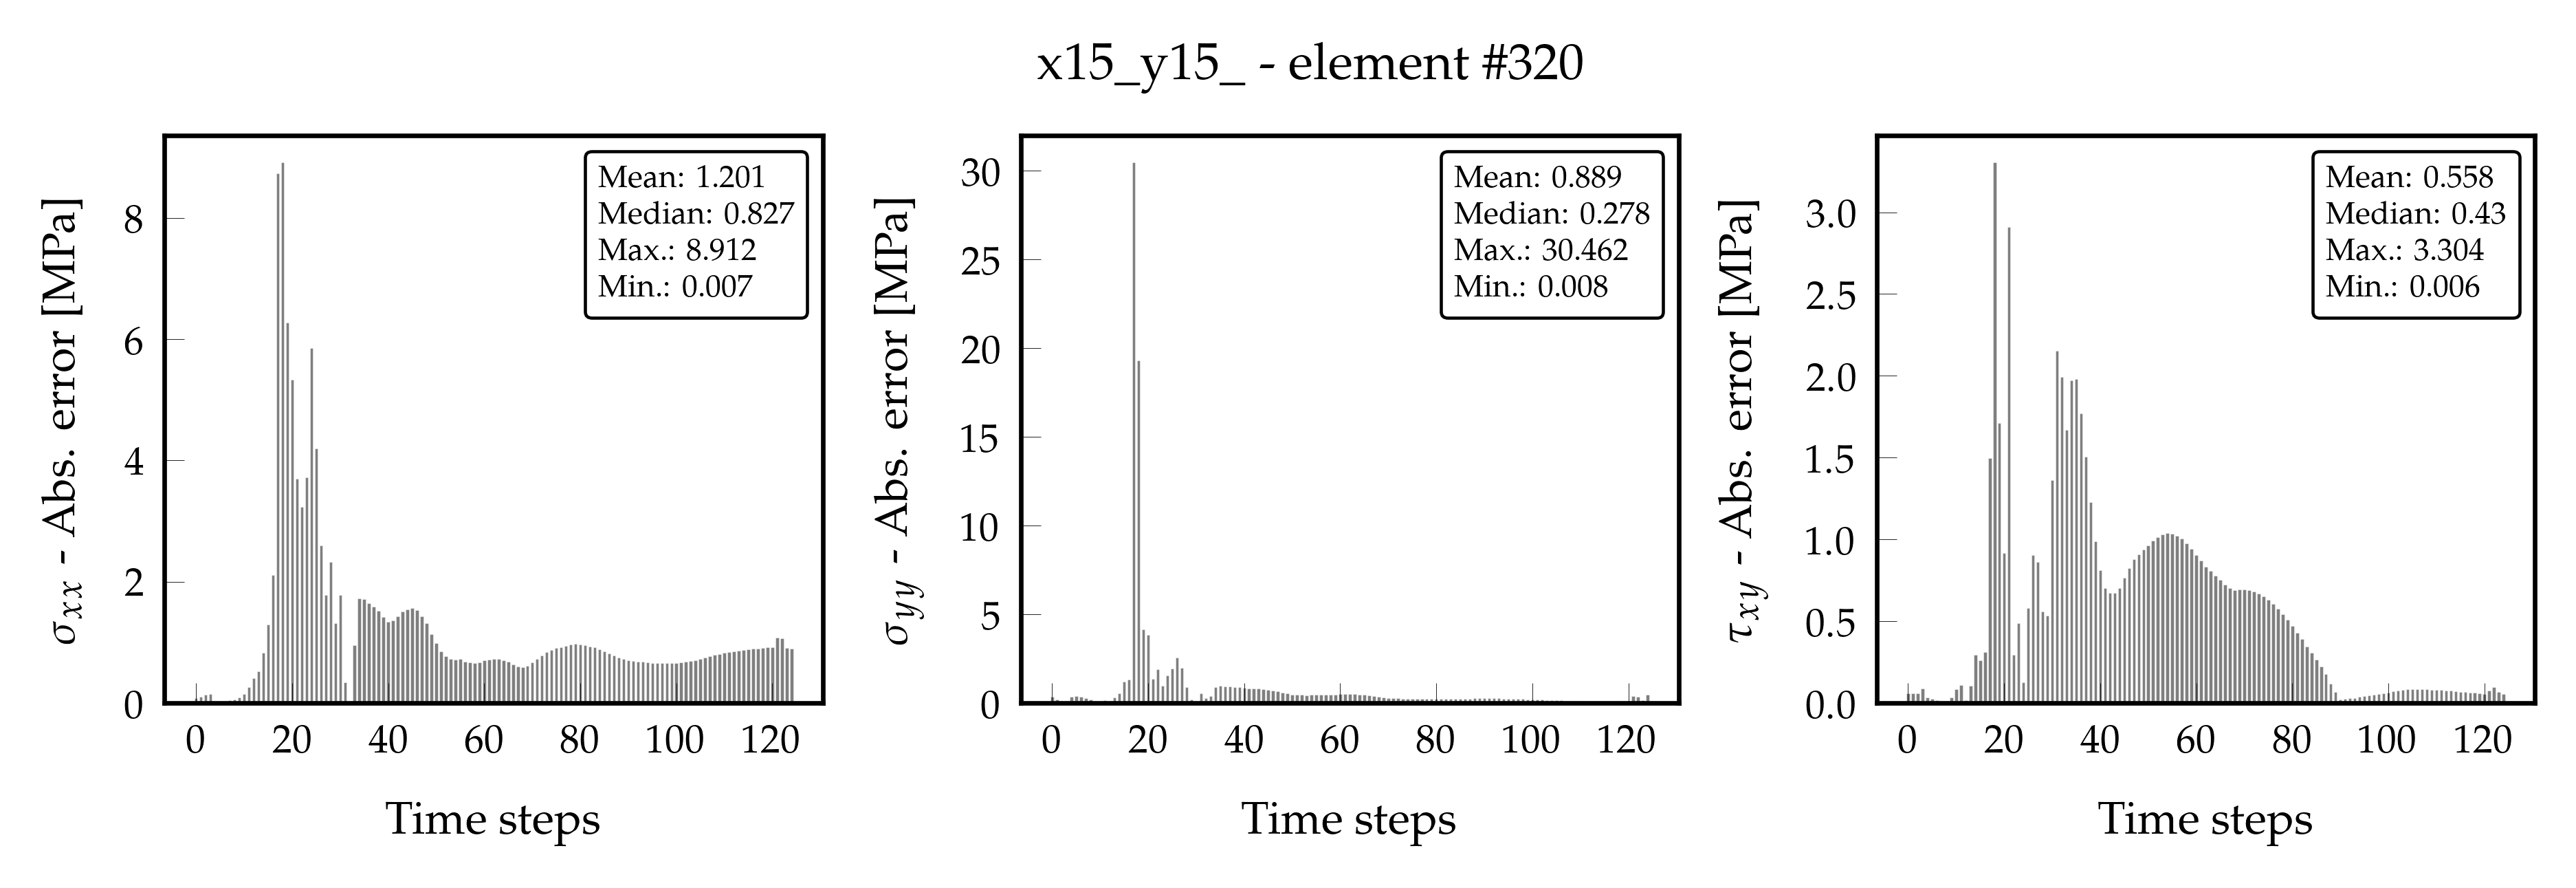 x15_y15_ - element #320
σxx - Abs. error [MPa]
8
6
4
2
0
0 20 40 60 80 100 120
Time steps
Mean: 1.201
Median: 0.827
Max.: 8.912
Min.: 0.007
σyy - Abs. error [MPa]
30
25
20
15
10
5
0
0 20 40 60 80 100 120
Time steps
Mean: 0.889
Median: 0.278
Max.: 30.462
Min.: 0.008
τxy - Abs. error [MPa]
3.0
2.5
2.0
1.5
1.0
0.5
0.0
0 20 40 60 80 100 120
Time steps
Mean: 0.558
Median: 0.43
Max.: 3.304
Min.: 0.006